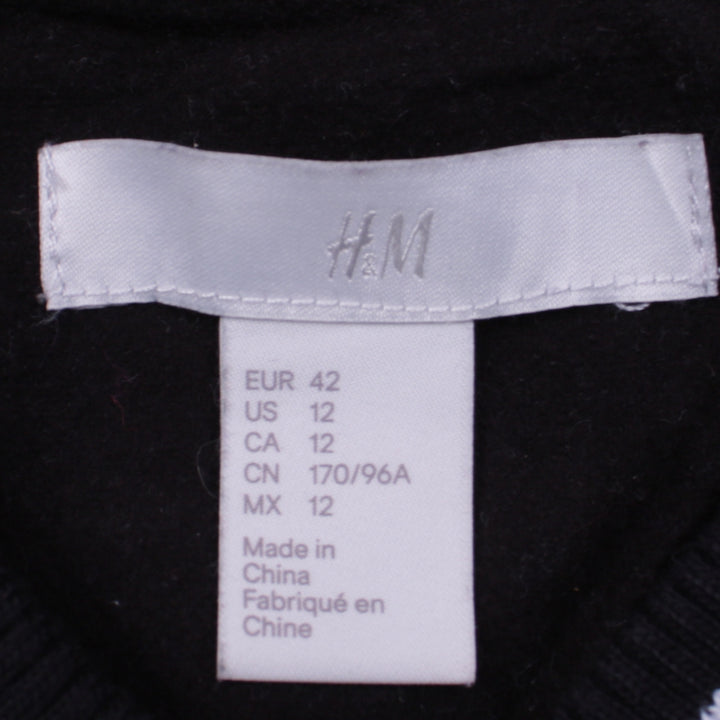 H&M
EUR 42
US 12
CA 12
CN 170/96A
MX 12
Made in
China
Fabriqué en
Chine